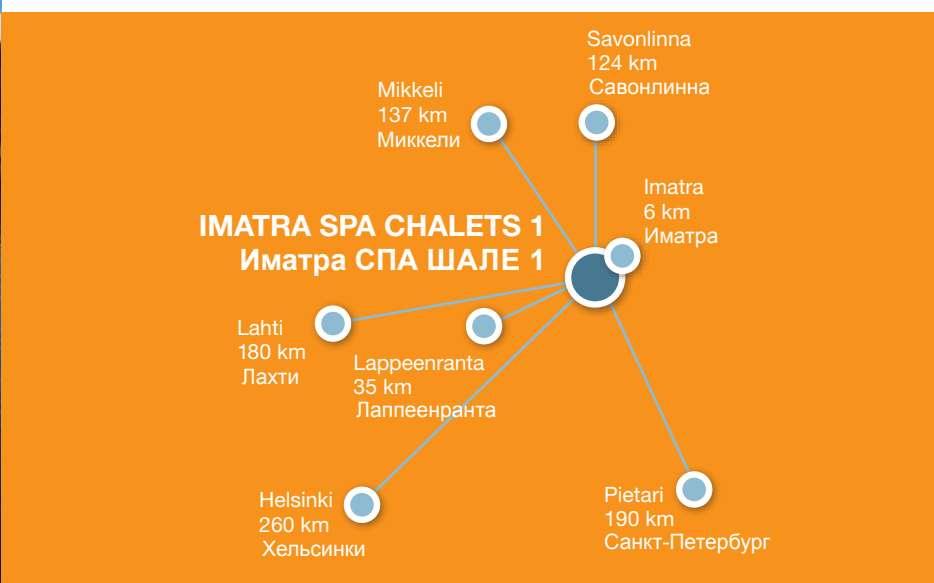 Savonlinna
124 km
Савонлинна
Mikkeli
137 km
Миккели
Imatra
6 km
Иматра
IMATRA SPA CHALETS 1
Иматра СПА ШАЛЕ 1
Lahti
180 km
Лахти
Lappeenranta
35 km
Лаппеенранта
Helsinki
260 km
Хельсинки
Pietari
190 km
Санкт-Петербург